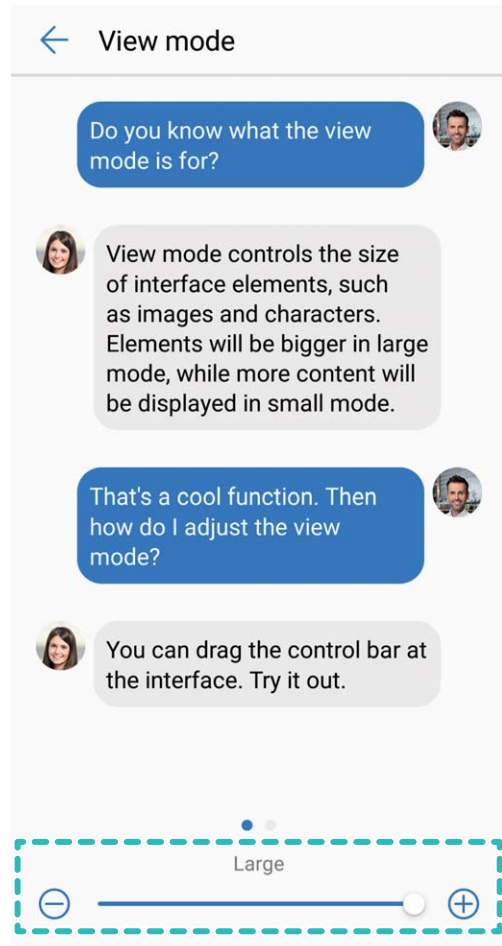 View mode
Do you know what the view
mode is for?
View mode controls the size
of interface elements, such
as images and characters.
Elements will be bigger in large
mode, while more content will
be displayed in small mode.
That's a cool function. Then
how do I adjust the view
mode?
You can drag the control bar at
the interface. Try it out.
Large